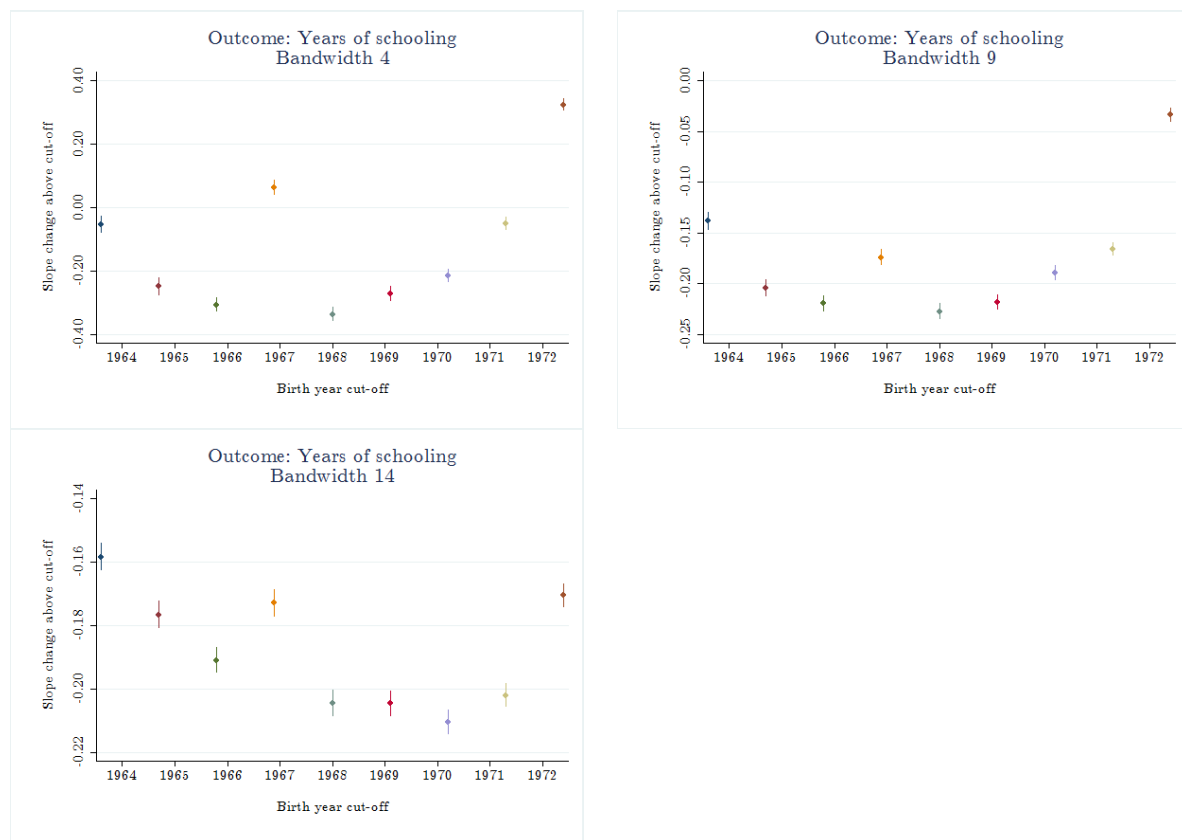 Outcome: Years of schooling
Bandwidth 4
Slope change above cut-off
0.40
0.20
0.00
-0.20
-0.40
1964 1965 1966 1967 1968 1969 1970 1971 1972
Birth year cut-off
Outcome: Years of schooling
Bandwidth 9
Slope change above cut-off
0.00
-0.05
-0.10
-0.15
-0.20
-0.25
1964 1965 1966 1967 1968 1969 1970 1971 1972
Birth year cut-off
Outcome: Years of schooling
Bandwidth 14
Slope change above cut-off
-0.14
-0.16
-0.18
-0.20
-0.22
1964 1965 1966 1967 1968 1969 1970 1971 1972
Birth year cut-off